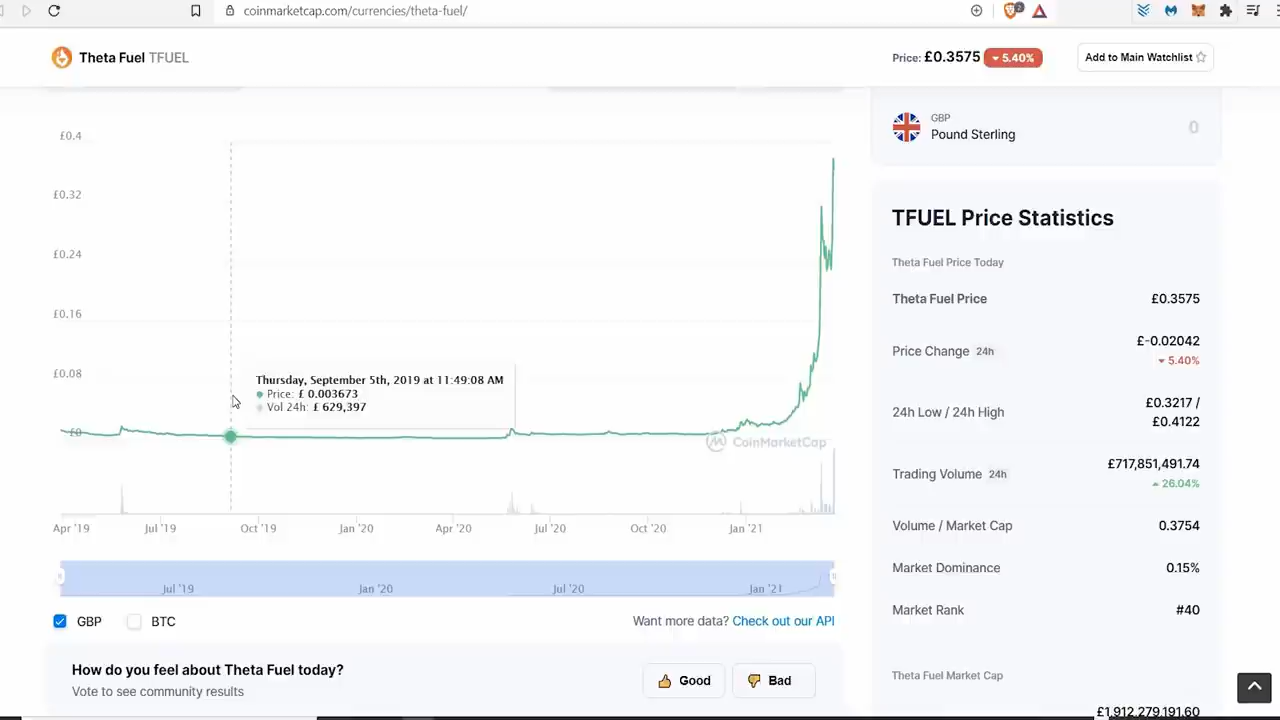 coinmarketcap.com/currencies/theta-fuel/
Theta Fuel TFUEL
Price: £0.3575 5.40%
Add to Main Watchlist
GBP
Pound Sterling
0
£0.4
£0.32
£0.24
£0.16
£0.08
£0
Thursday, September 5th, 2019 at 11:49:08 AM
Price: £ 0.003673
Vol 24h: £ 629,397
CoinMarketCap
Apr '19 Jul '19 Oct '19 Jan '20 Apr '20 Jul '20 Oct '20 Jan '21
Jul '19 Jan '20 Jul '20 Jan '21
GBP BTC
Want more data? Check out our API
How do you feel about Theta Fuel today?
Vote to see community results
Good
Bad
TFUEL Price Statistics
Theta Fuel Price Today
Theta Fuel Price £0.3575
Price Change 24h £-0.02042
5.40%
24h Low / 24h High £0.3217 /
£0.4122
Trading Volume 24h £717,851,491.74
26.04%
Volume / Market Cap 0.3754
Market Dominance 0.15%
Market Rank #40
Theta Fuel Market Cap
£1,912,279,191.60